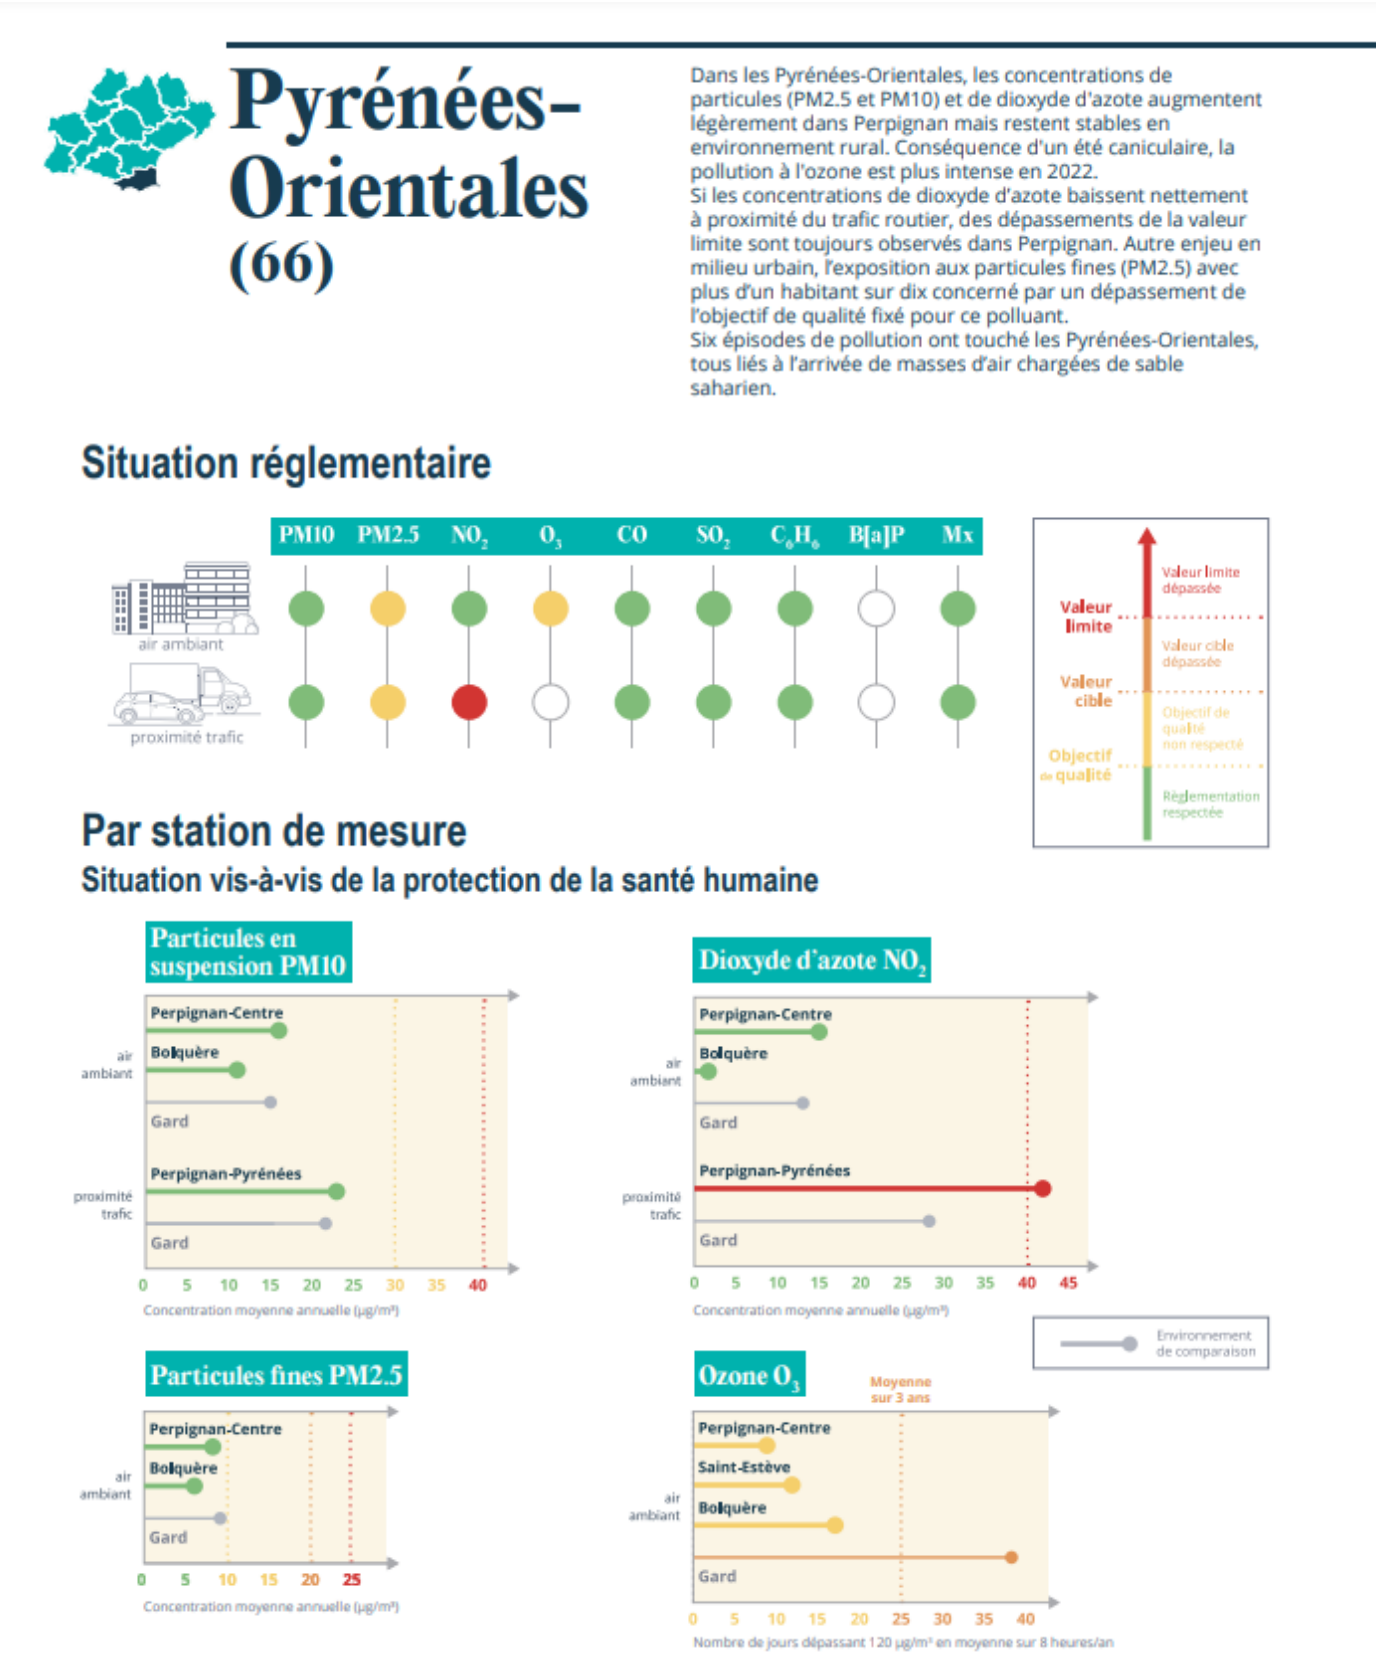 Pyrénées-
Orientales
(66)
Dans les Pyrénées-Orientales, les concentrations de
particules (PM2.5 et PM10) et de dioxyde d'azote augmentent
légèrement dans Perpignan mais restent stables en
environnement rural. Conséquence d'un été caniculaire, la
pollution à l'ozone est plus intense en 2022.
Si les concentrations de dioxyde d'azote baissent nettement
à proximité du trafic routier, des dépassements de la valeur
limite sont toujours observés dans Perpignan. Autre enjeu en
milieu urbain, l'exposition aux particules fines (PM2.5) avec
plus d'un habitant sur dix concerné par un dépassement de
l'objectif de qualité fixé pour ce polluant.
Six épisodes de pollution ont touché les Pyrénées-Orientales,
tous liés à l'arrivée de masses d'air chargées de sable
saharien.
Situation réglementaire
PM10 PM2.5 NO₂ O₃ CO SO₂ C₆H₆ B[a]P Mx
air ambiant
proximité trafic
Valeur limite
dépassée
Valeur
limite
Valeur cible
dépassée
Valeur
cible
Objectif de
qualité
non respecté
Objectif
de qualité
Règlementation
respectée
Par station de mesure
Situation vis-à-vis de la protection de la santé humaine
Particules en
suspension PM10
Perpignan-Centre
Bolquère
air
ambiant
Gard
Perpignan-Pyrénées
proximité
trafic
Gard
0 5 10 15 20 25 30 35 40
Concentration moyenne annuelle (µg/m³)
Dioxyde d'azote NO₂
Perpignan-Centre
Bolquère
air
ambiant
Gard
Perpignan-Pyrénées
proximité
trafic
Gard
0 5 10 15 20 25 30 35 40 45
Concentration moyenne annuelle (µg/m³)
Environnement
de comparaison
Particules fines PM2.5
Perpignan-Centre
Bolquère
air
ambiant
Gard
0 5 10 15 20 25
Concentration moyenne annuelle (µg/m³)
Ozone O₃
Moyenne
sur 3 ans
Perpignan-Centre
Saint-Estève
Bolquère
air
ambiant
Gard
0 5 10 15 20 25 30 35 40
Nombre de jours dépassant 120 µg/m³ en moyenne sur 8 heures/an